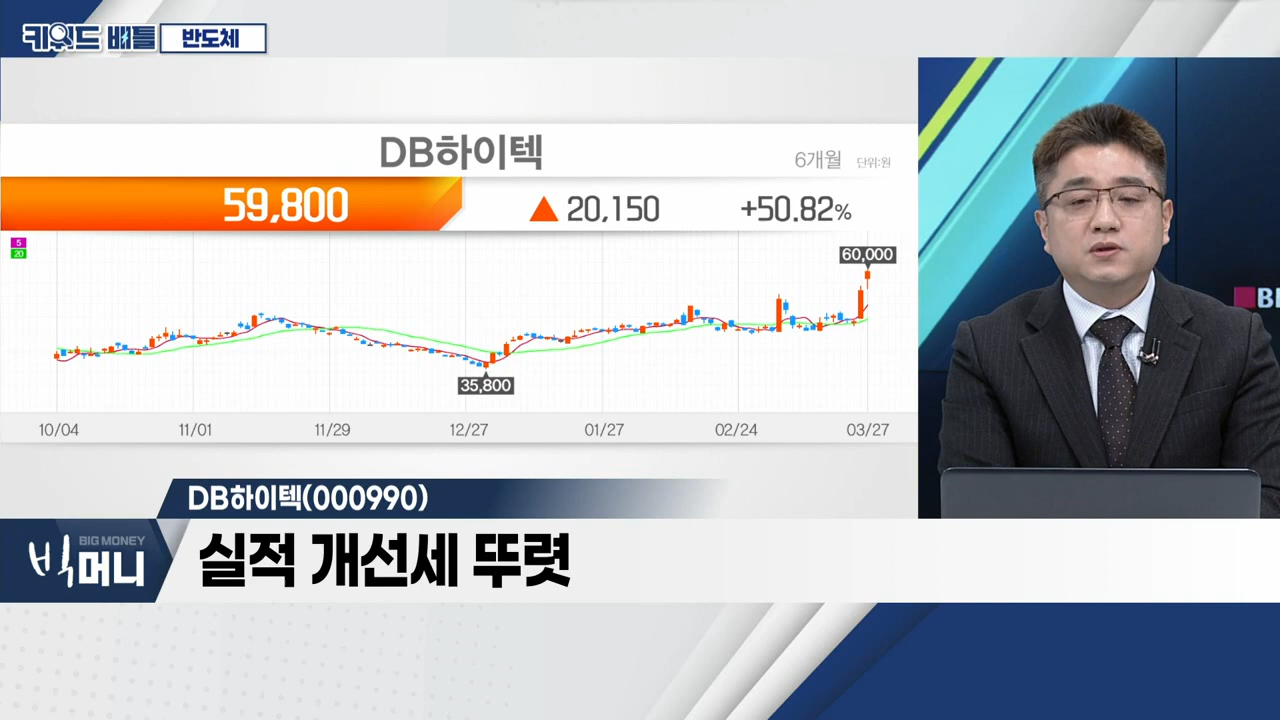 키워드 배틀 반도체
DB하이텍
6개월 단위:원
59,800 ▲ 20,150 +50.82%
5
20
60,000
35,800
10/04 11/01 11/29 12/27 01/27 02/24 03/27
DB하이텍(000990)
BIG MONEY
빅머니
실적 개선세 뚜렷